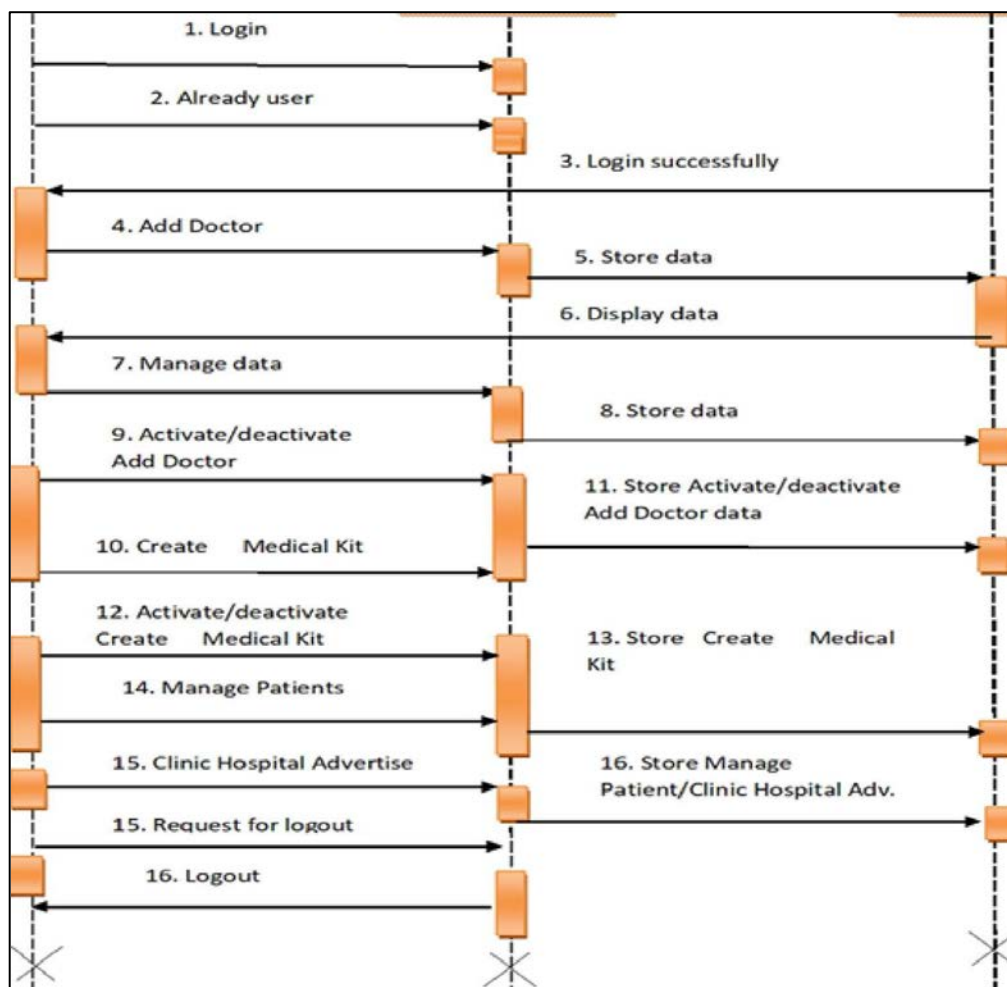 1. Login
2. Already user
3. Login successfully
4. Add Doctor
5. Store data
6. Display data
7. Manage data
8. Store data
9. Activate/deactivate
Add Doctor
11. Store Activate/deactivate
Add Doctor data
10. Create Medical Kit
12. Activate/deactivate
Create Medical Kit
13. Store Create Medical
Kit
14. Manage Patients
15. Clinic Hospital Advertise
16. Store Manage
Patient/Clinic Hospital Adv.
15. Request for logout
16. Logout